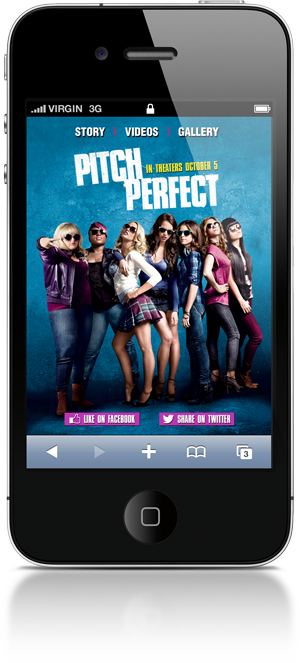 VIRGIN 3G
STORY | VIDEOS | GALLERY
PITCH
IN THEATERS OCTOBER 5
PERFECT
LIKE ON FACEBOOK
SHARE ON TWITTER
3